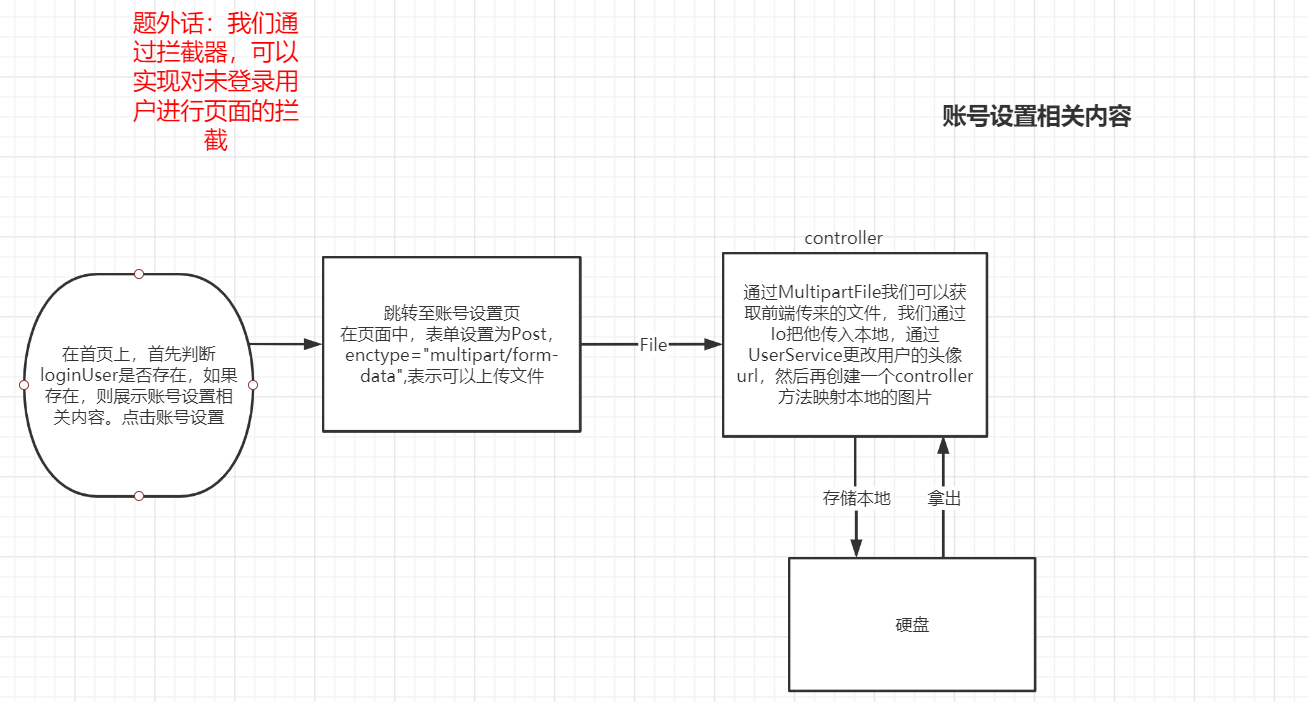 题外话：我们通
过拦截器，可以
实现对未登录用
户进行页面的拦
截
账号设置相关内容
在首页上，首先判断
loginUser是否存在，如果
存在，则展示账号设置相
关内容。点击账号设置
跳转至账号设置页
在页面中，表单设置为Post，
enctype="multipart/form-
data",表示可以上传文件
File
controller
通过MultipartFile我们可以获
取前端传来的文件，我们通过
Io把他传入本地，通过
UserService更改用户的头像
url，然后再创建一个controller
方法映射本地的图片
存储本地
拿出
硬盘